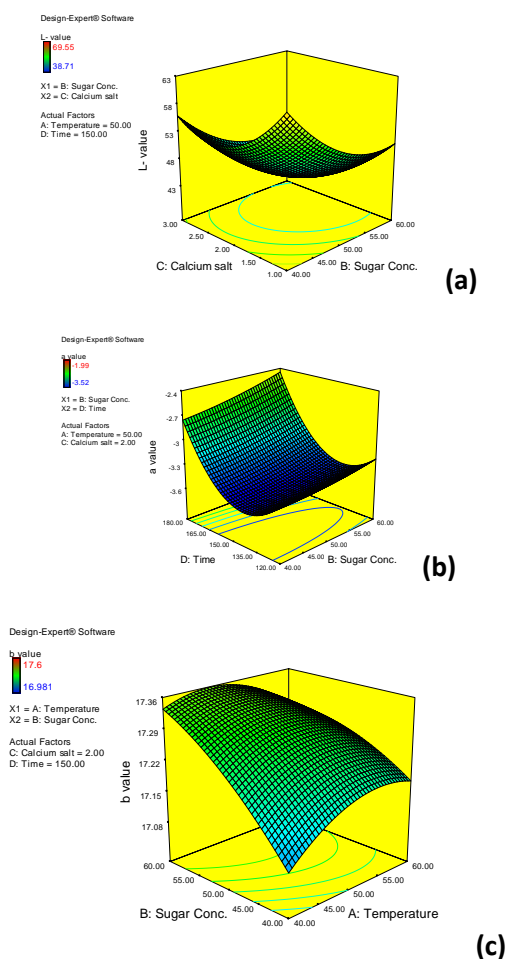 Design-Expert® Software
L- value
69.55
38.71
X1 = B: Sugar Conc.
X2 = C: Calcium salt
Actual Factors
A: Temperature = 50.00
D: Time = 150.00
63
58
53
48
43
L- value
3.00
2.50
2.00
1.50
1.00
40.00
45.00
50.00
55.00
60.00
C: Calcium salt
B: Sugar Conc.
(a)
Design-Expert® Software
a value
-1.99
-3.52
X1 = B: Sugar Conc.
X2 = D: Time
Actual Factors
A: Temperature = 50.00
C: Calcium salt = 2.00
-2.4
-2.7
-3
-3.3
-3.6
a value
180.00
165.00
150.00
135.00
120.00
40.00
45.00
50.00
55.00
60.00
D: Time
B: Sugar Conc.
(b)
Design-Expert® Software
b value
17.6
16.981
X1 = A: Temperature
X2 = B: Sugar Conc.
Actual Factors
C: Calcium salt = 2.00
D: Time = 150.00
17.36
17.29
17.22
17.15
17.08
b value
60.00
55.00
50.00
45.00
40.00
40.00
45.00
50.00
55.00
60.00
B: Sugar Conc.
A: Temperature
(c)